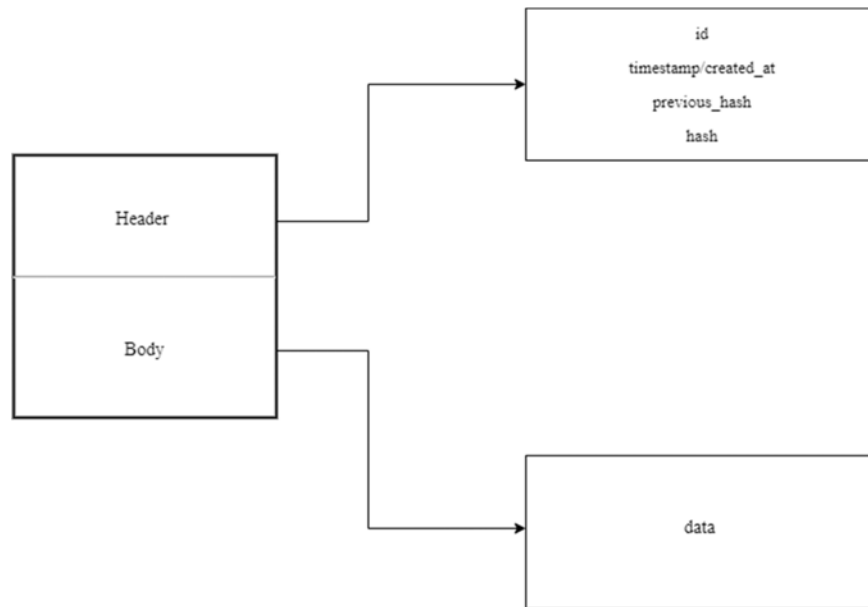 id
timestamp/created_at
previous_hash
hash
Header
Body
data